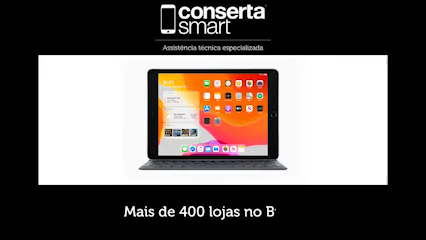 conserta
smart
Assistência técnica especializada
Mais de 400 lojas no B